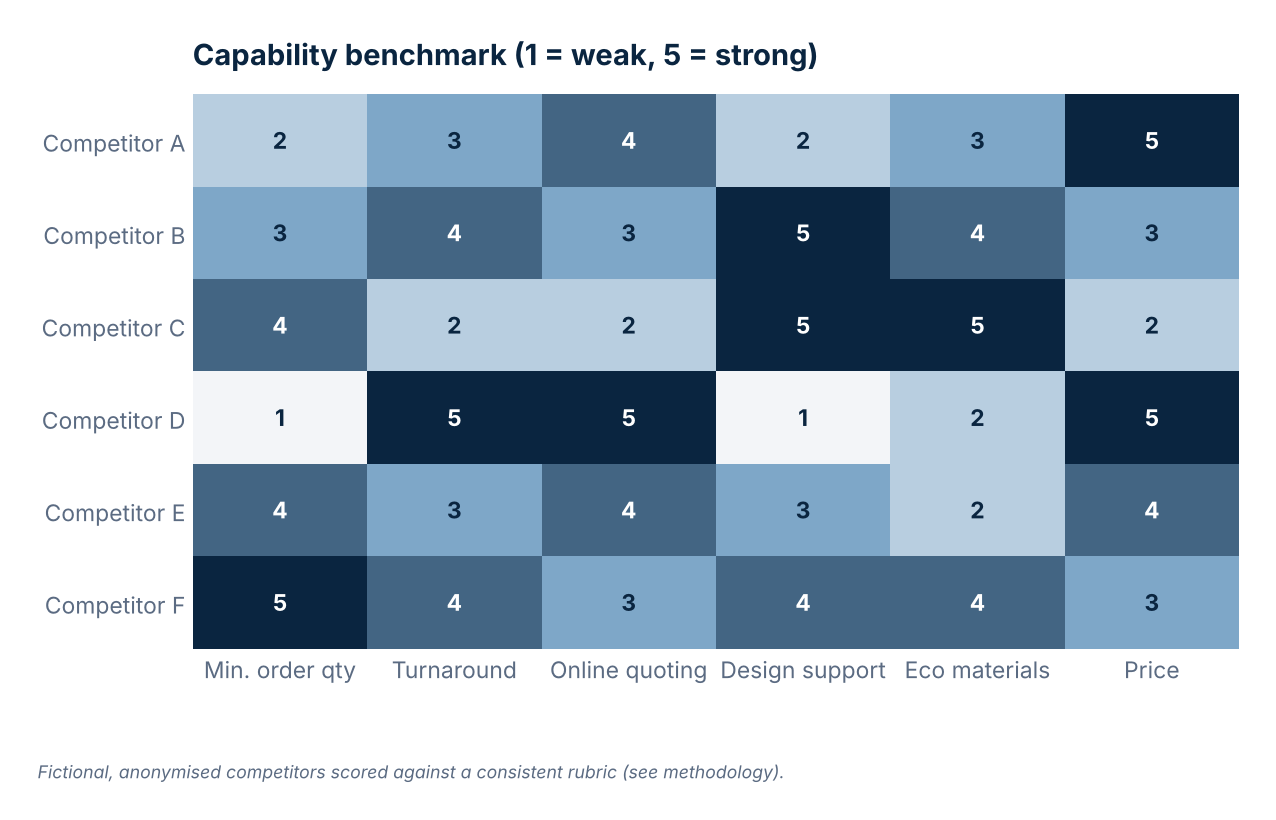 Capability benchmark (1 = weak, 5 = strong)
Competitor A 2 3 4 2 3 5
Competitor B 3 4 3 5 4 3
Competitor C 4 2 2 5 5 2
Competitor D 1 5 5 1 2 5
Competitor E 4 3 4 3 2 4
Competitor F 5 4 3 4 4 3
Min. order qty Turnaround Online quoting Design support Eco materials Price
Fictional, anonymised competitors scored against a consistent rubric (see methodology).